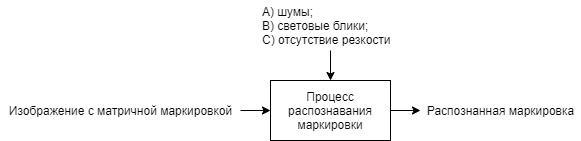 А) шумы;
В) световые блики;
С) отсутствие резкости
Изображение с матричной маркировкой
Процесс
распознавания
маркировки
Распознанная маркировка